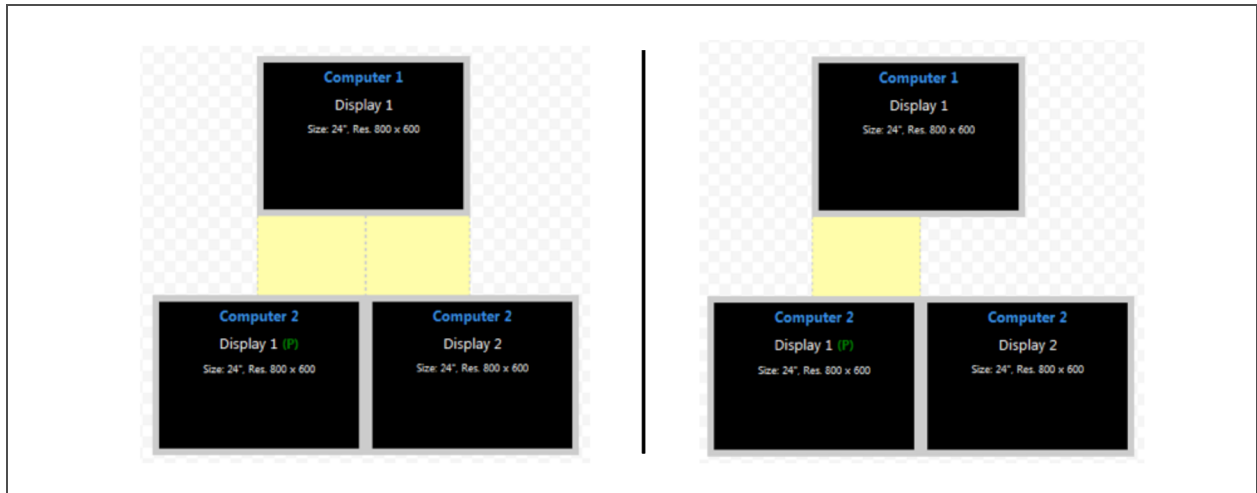 Computer 1
Display 1
Size: 24", Res. 800 x 600
Computer 2
Display 1 (P)
Size: 24", Res. 800 x 600
Computer 2
Display 2
Size: 24", Res. 800 x 600
Computer 1
Display 1
Size: 24", Res. 800 x 600
Computer 2
Display 1 (P)
Size: 24", Res. 800 x 600
Computer 2
Display 2
Size: 24", Res. 800 x 600